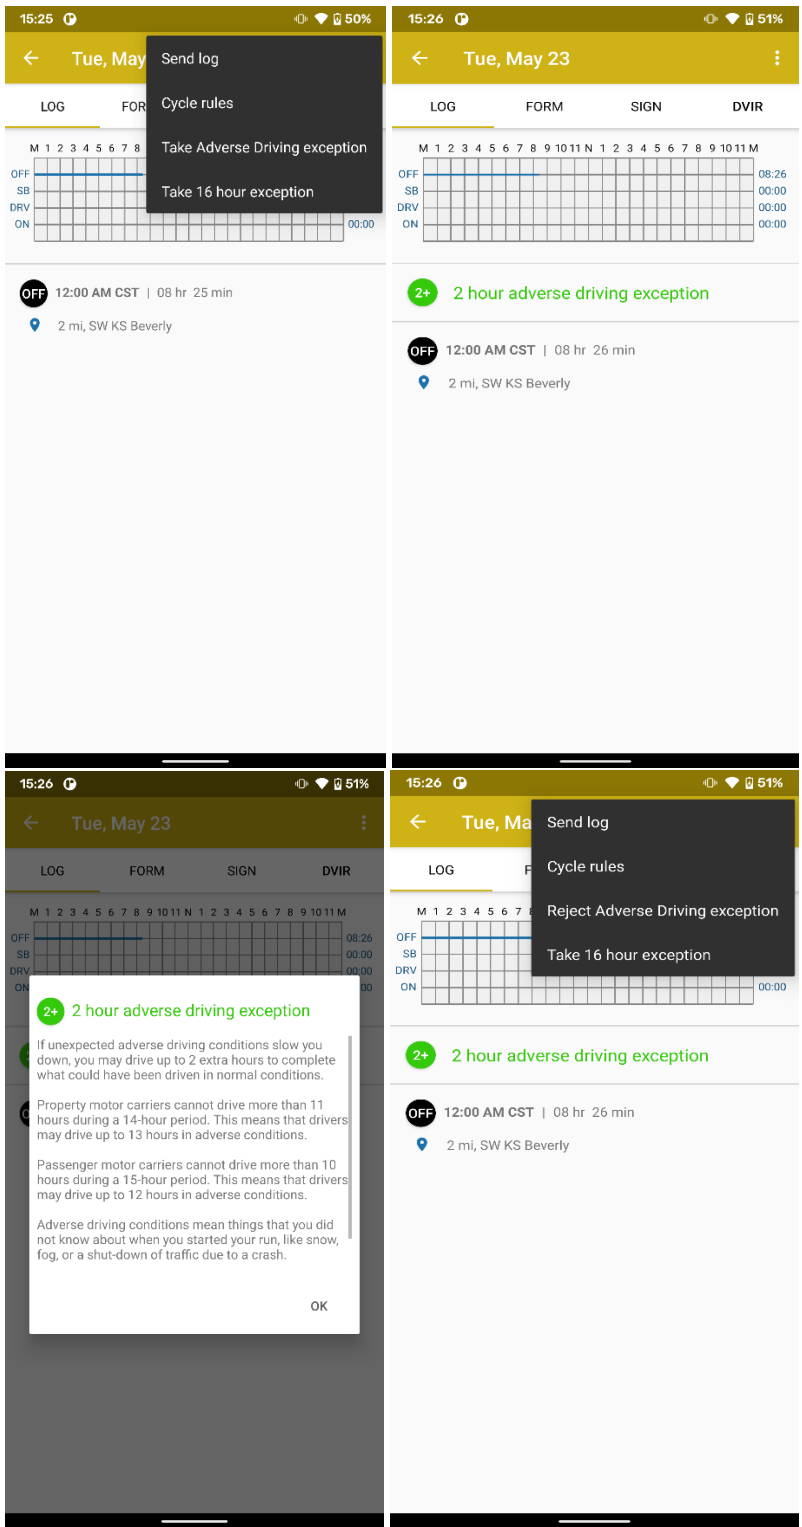 15:25 50%
Tue, May
Send log
Cycle rules
Take Adverse Driving exception
Take 16 hour exception
LOG FOR
M 1 2 3 4 5 6 7 8
OFF
SB
DRV
ON 00:00
OFF 12:00 AM CST | 08 hr 25 min
2 mi, SW KS Beverly
15:26 51%
Tue, May 23
LOG FORM SIGN DVIR
M 1 2 3 4 5 6 7 8 9 10 11 N 1 2 3 4 5 6 7 8 9 10 11 M
OFF 08:26
SB 00:00
DRV 00:00
ON 00:00
2+ 2 hour adverse driving exception
OFF 12:00 AM CST | 08 hr 26 min
2 mi, SW KS Beverly
15:26 51%
Tue, May 23
LOG FORM SIGN DVIR
M 1 2 3 4 5 6 7 8 9 10 11 N 1 2 3 4 5 6 7 8 9 10 11 M
OFF 08:26
SB 00:00
DRV 00:00
ON 00
2+ 2 hour adverse driving exception
If unexpected adverse driving conditions slow you
down, you may drive up to 2 extra hours to complete
what could have been driven in normal conditions.
Property motor carriers cannot drive more than 11
hours during a 14-hour period. This means that drivers
may drive up to 13 hours in adverse conditions.
Passenger motor carriers cannot drive more than 10
hours during a 15-hour period. This means that drivers
may drive up to 12 hours in adverse conditions.
Adverse driving conditions mean things that you did
not know about when you started your run, like snow,
fog, or a shut-down of traffic due to a crash.
OK
15:26 51%
Tue, Ma
Send log
Cycle rules
Reject Adverse Driving exception
Take 16 hour exception
LOG F
M 1 2 3 4 5 6 7 8
OFF
SB
DRV
ON 00:00
2+ 2 hour adverse driving exception
OFF 12:00 AM CST | 08 hr 26 min
2 mi, SW KS Beverly